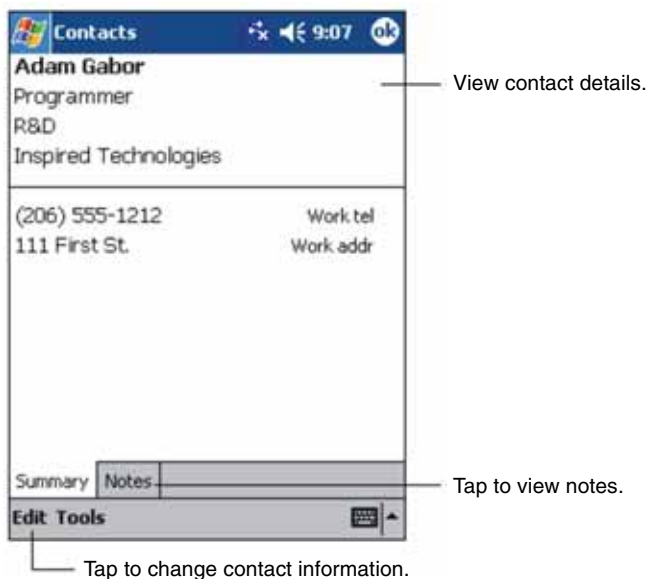 Contacts 9:07 ok
Adam Gabor
Programmer
R&D
Inspired Technologies
View contact details.
(206) 555-1212 Work tel
111 First St. Work addr
Summary Notes
Tap to view notes.
Edit Tools
Tap to change contact information.